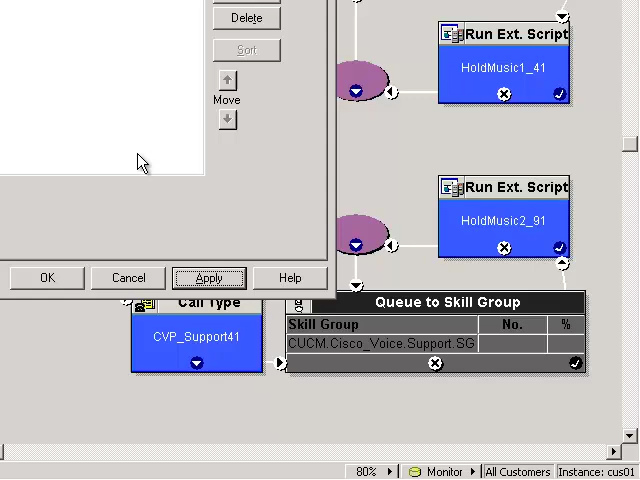 Delete
Sort
Move
OK
Cancel
Apply
Help
Run Ext. Script
HoldMusic1_41
Run Ext. Script
HoldMusic2_91
Call Type
CVP_Support41
Queue to Skill Group
Skill Group No. %
CUCM.Cisco_Voice.Support.SG
80% Monitor All Customers Instance: cus01